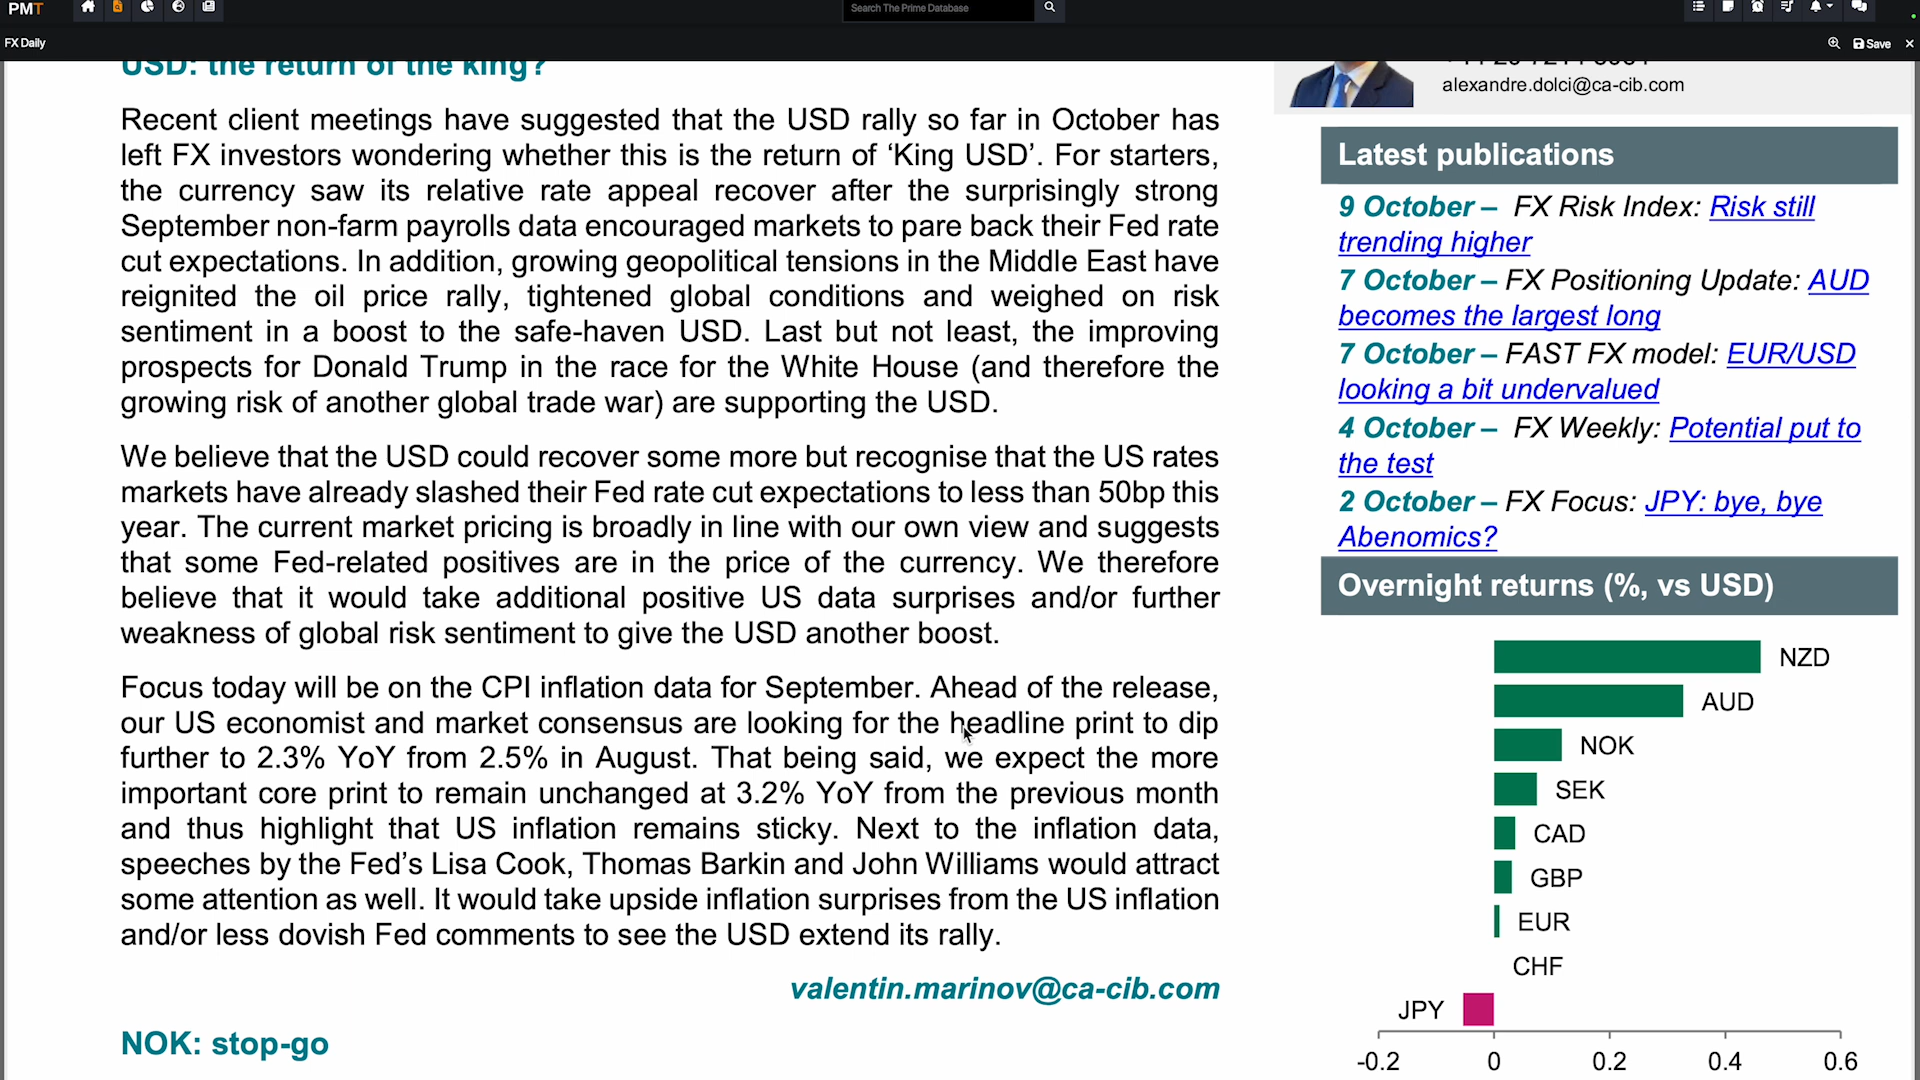 PMT
Search The Prime Database
FX Daily
Save
USD: the return of the king?
Recent client meetings have suggested that the USD rally so far in October has
left FX investors wondering whether this is the return of ‘King USD’. For starters,
the currency saw its relative rate appeal recover after the surprisingly strong
September non-farm payrolls data encouraged markets to pare back their Fed rate
cut expectations. In addition, growing geopolitical tensions in the Middle East have
reignited the oil price rally, tightened global conditions and weighed on risk
sentiment in a boost to the safe-haven USD. Last but not least, the improving
prospects for Donald Trump in the race for the White House (and therefore the
growing risk of another global trade war) are supporting the USD.
We believe that the USD could recover some more but recognise that the US rates
markets have already slashed their Fed rate cut expectations to less than 50bp this
year. The current market pricing is broadly in line with our own view and suggests
that some Fed-related positives are in the price of the currency. We therefore
believe that it would take additional positive US data surprises and/or further
weakness of global risk sentiment to give the USD another boost.
Focus today will be on the CPI inflation data for September. Ahead of the release,
our US economist and market consensus are looking for the headline print to dip
further to 2.3% YoY from 2.5% in August. That being said, we expect the more
important core print to remain unchanged at 3.2% YoY from the previous month
and thus highlight that US inflation remains sticky. Next to the inflation data,
speeches by the Fed’s Lisa Cook, Thomas Barkin and John Williams would attract
some attention as well. It would take upside inflation surprises from the US inflation
and/or less dovish Fed comments to see the USD extend its rally.
valentin.marinov@ca-cib.com
NOK: stop-go
alexandre.dolci@ca-cib.com
Latest publications
9 October – FX Risk Index: Risk still
trending higher
7 October – FX Positioning Update: AUD
becomes the largest long
7 October – FAST FX model: EUR/USD
looking a bit undervalued
4 October – FX Weekly: Potential put to
the test
2 October – FX Focus: JPY: bye, bye
Abenomics?
Overnight returns (%, vs USD)
NZD
AUD
NOK
SEK
CAD
GBP
EUR
CHF
JPY
-0.2 0 0.2 0.4 0.6